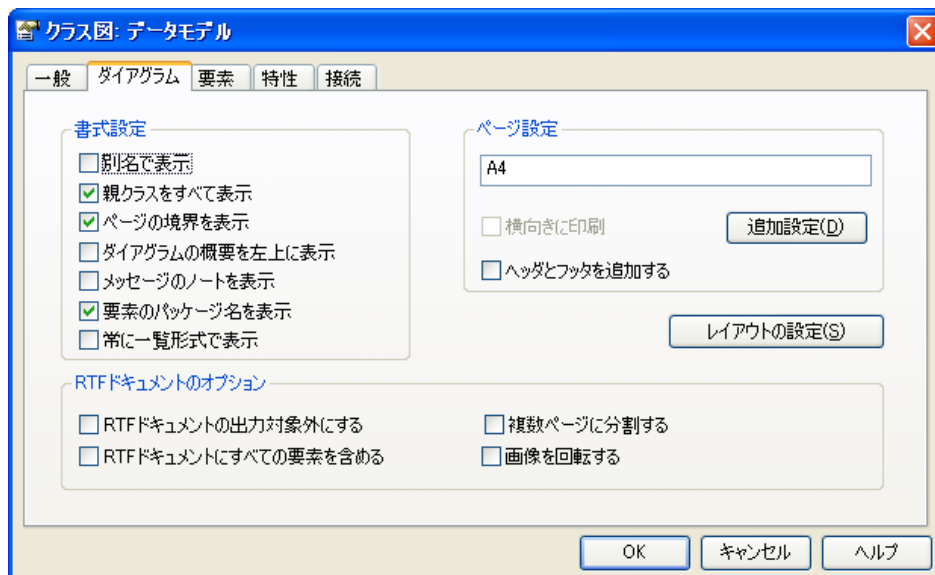 クラス図: データモデル
一般 ダイアグラム 要素 特性 接続
書式設定
別名で表示
親クラスをすべて表示
ページの境界を表示
ダイアグラムの概要を左上に表示
メッセージのノートを表示
要素のパッケージ名を表示
常に一覧形式で表示
ページ設定
A4
横向きに印刷
追加設定(D)
ヘッダとフッタを追加する
レイアウトの設定(S)
RTFドキュメントのオプション
RTFドキュメントの出力対象外にする
複数ページに分割する
RTFドキュメントにすべての要素を含める
画像を回転する
OK キャンセル ヘルプ